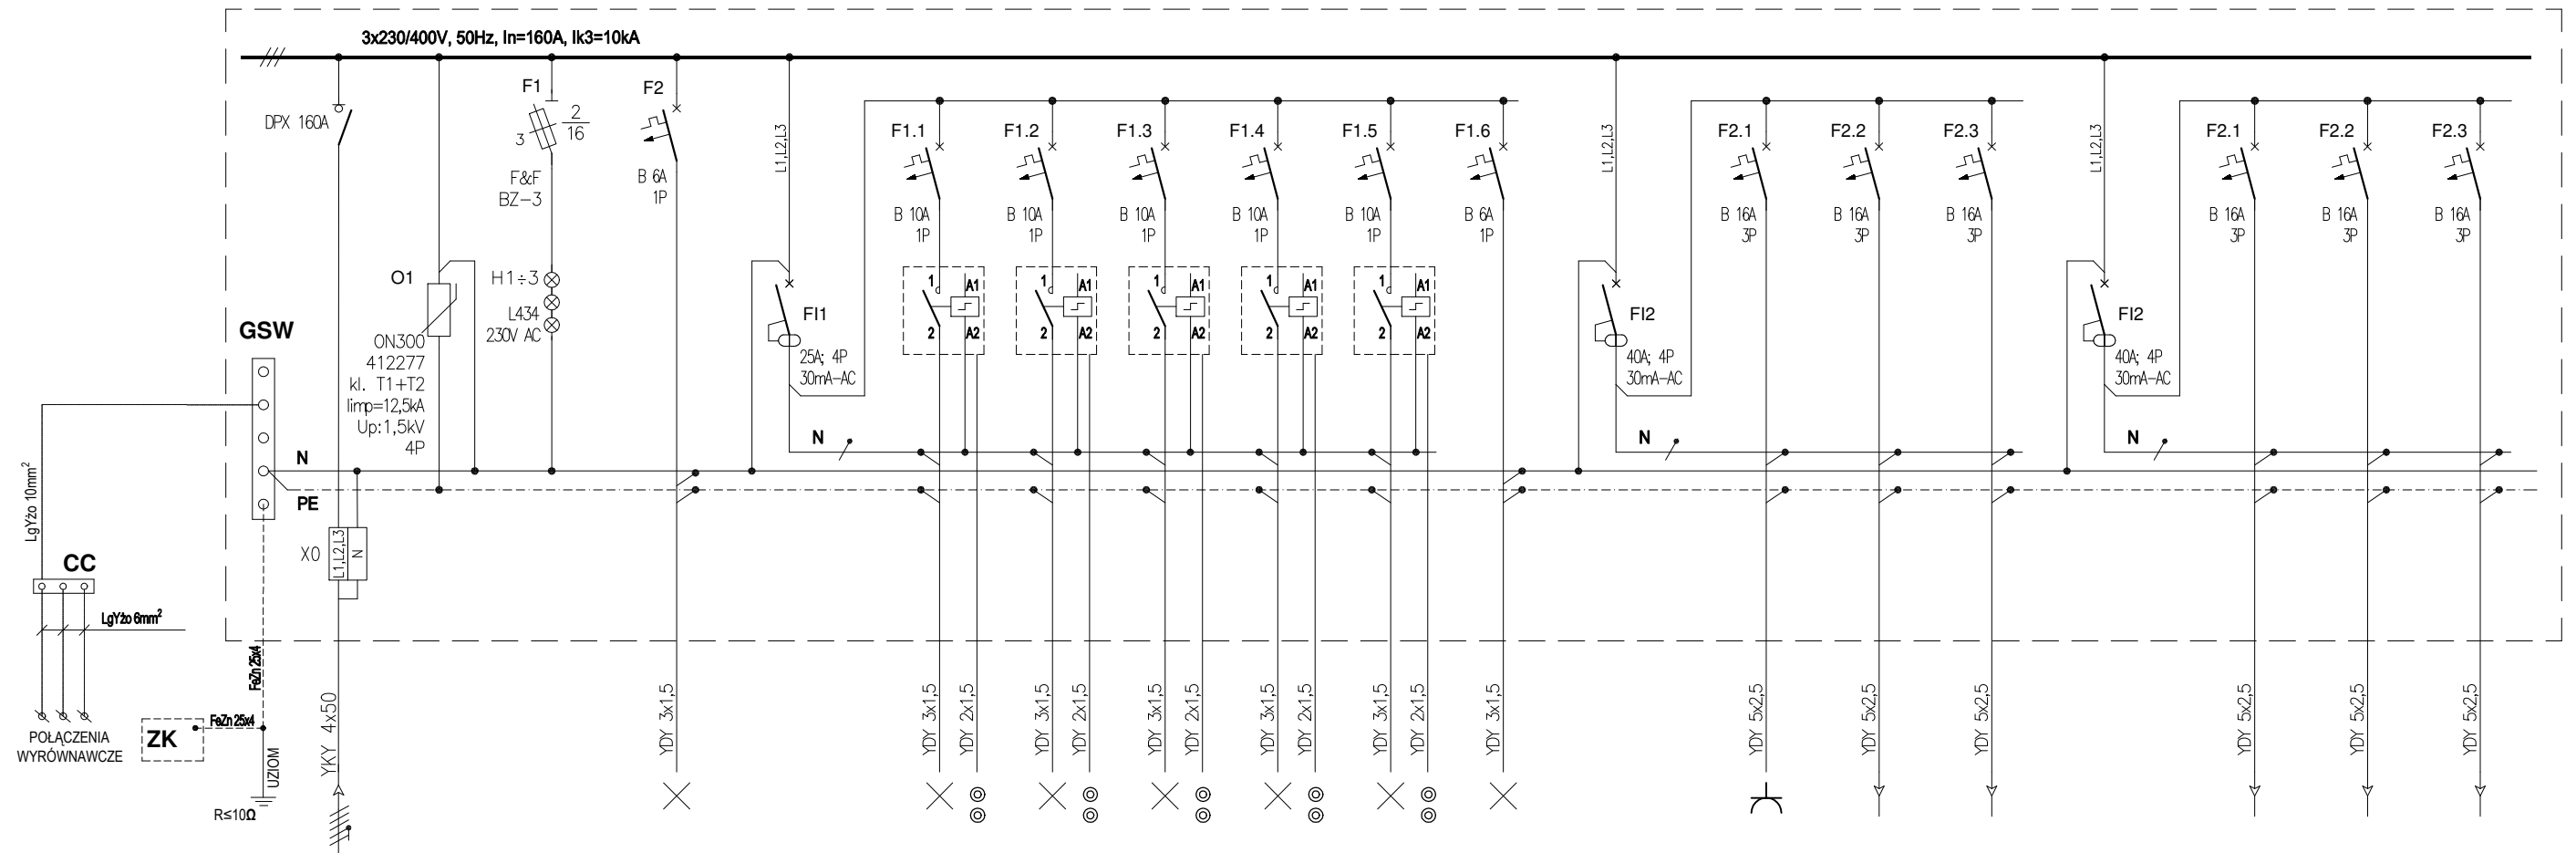 3x230/400V, 50Hz, In=160A, Ik3=10kA
DPX 160A
F1
3
2
16
F&F
BZ-3
H1÷3
L434
230V AC
F2
B 6A
1P
O1
ON300
412277
kl. T1+T2
Iimp=12,5kA
Up:1,5kV
4P
L1,L2,L3
FI1
25A; 4P
30mA-AC
F1.1
B 10A
1P
1
2
A1
A2
F1.2
B 10A
1P
1
2
A1
A2
F1.3
B 10A
1P
1
2
A1
A2
F1.4
B 10A
1P
1
2
A1
A2
F1.5
B 10A
1P
1
2
A1
A2
F1.6
B 6A
1P
L1,L2,L3
FI2
40A; 4P
30mA-AC
F2.1
B 16A
3P
F2.2
B 16A
3P
F2.3
B 16A
3P
L1,L2,L3
FI2
40A; 4P
30mA-AC
F2.1
B 16A
3P
F2.2
B 16A
3P
F2.3
B 16A
3P
GSW
N
PE
N
N
N
X0
L1,L2,L3
N
LgYżo 10mm²
CC
LgYżo 6mm²
POŁĄCZENIA
WYRÓWNAWCZE
FeZn 25x4
FeZn 25x4
ZK
UZIOM
R≤10Ω
YKY 4x50
YDY 3x1,5
YDY 3x1,5
YDY 2x1,5
YDY 3x1,5
YDY 2x1,5
YDY 3x1,5
YDY 2x1,5
YDY 3x1,5
YDY 2x1,5
YDY 3x1,5
YDY 2x1,5
YDY 3x1,5
YDY 5x2,5
YDY 5x2,5
YDY 5x2,5
YDY 5x2,5
YDY 5x2,5
YDY 5x2,5